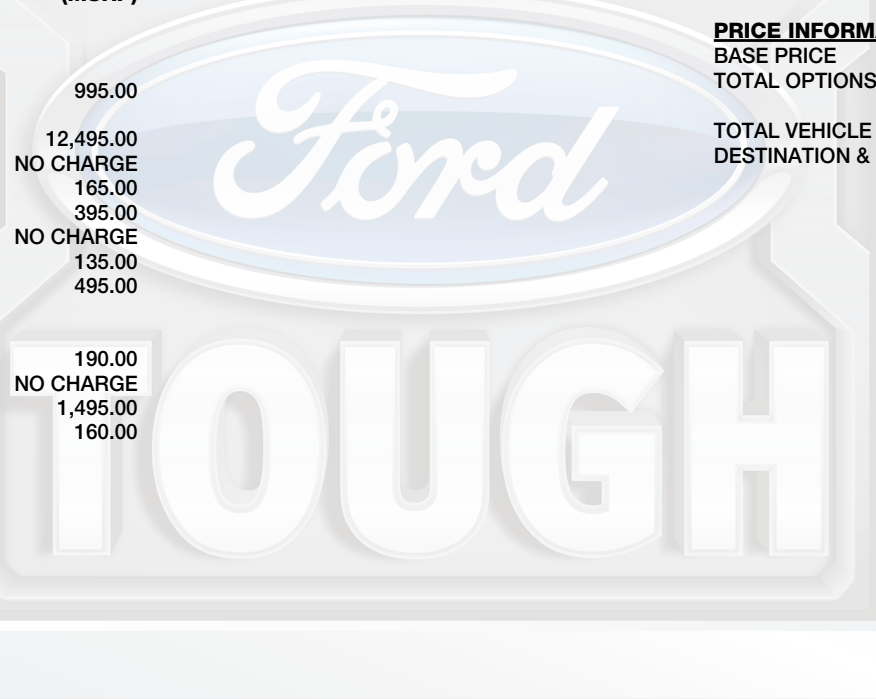 995.00
12,495.00
NO CHARGE
165.00
395.00
NO CHARGE
135.00
495.00
190.00
NO CHARGE
1,495.00
160.00
PRICE INFORM
BASE PRICE
TOTAL OPTIONS
TOTAL VEHICLE
DESTINATION &
Ford
TOUGH